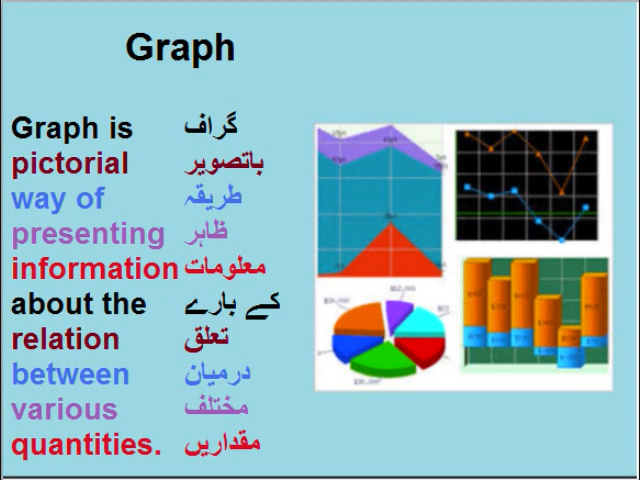 Graph
Graph is گراف
pictorial باتصویر
way of طریقہ
presenting ظاہر
information معلومات
about the کے بارے
relation تعلق
between درمیان
various مختلف
quantities. مقداریں